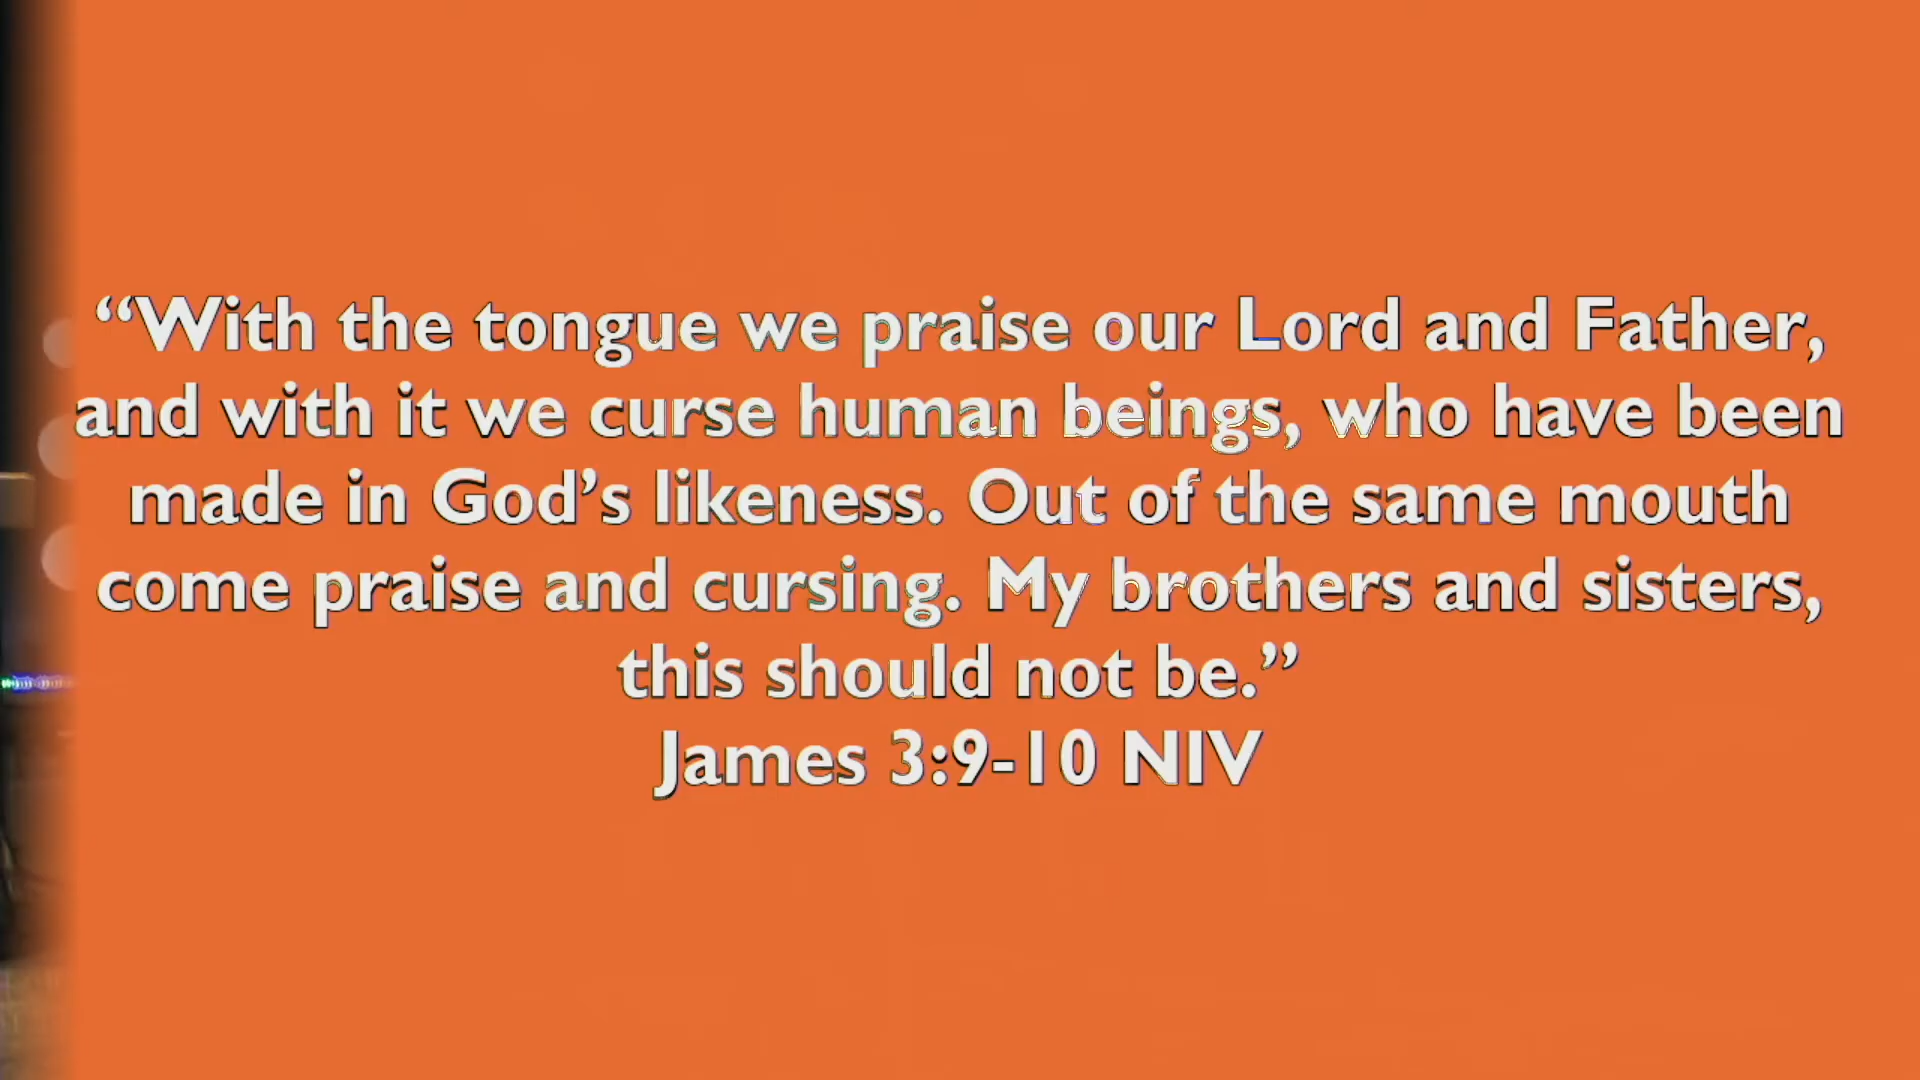 “With the tongue we praise our Lord and Father,
and with it we curse human beings, who have been
made in God’s likeness. Out of the same mouth
come praise and cursing. My brothers and sisters,
this should not be.”
James 3:9-10 NIV